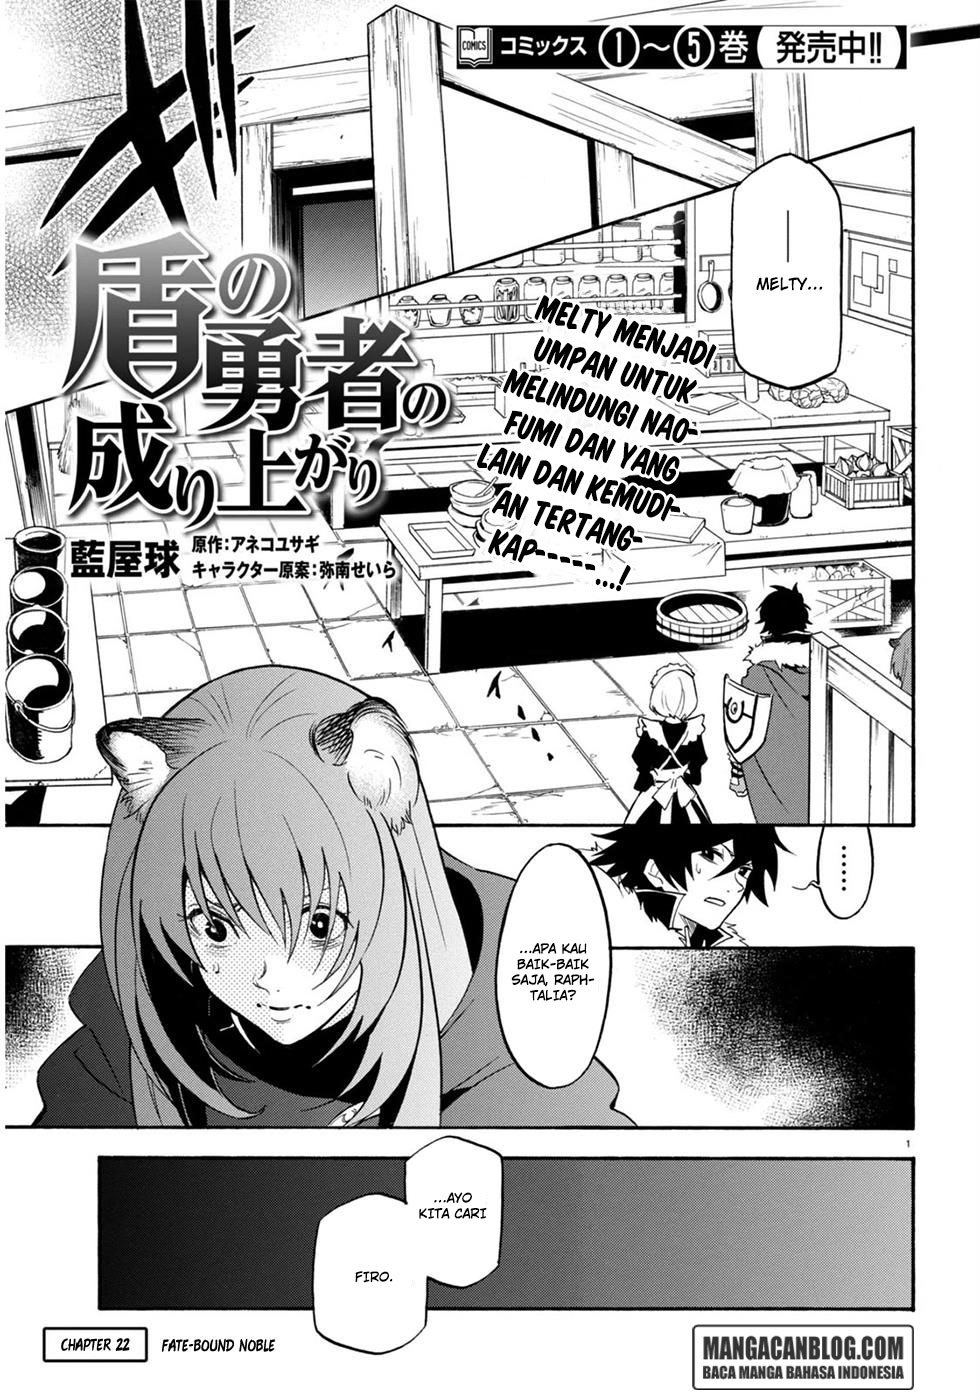 COMICS コミックス ①〜⑤巻 発売中!!
MELTY...
盾の勇者の
成り上がり
藍屋球
原作：アネコユサギ
キャラクター原案：弥南せいら
MELTY MENJADI
UMPAN UNTUK
MELINDUNGI NAO-
FUMI DAN YANG
LAIN DAN KEMUDI-
AN TERTANG-
KAP-----...!
...APA KAU
BAIK-BAIK
SAJA, RAPH-
TALIA?
1
...AYO
KITA CARI
FIRO.
CHAPTER 22
FATE-BOUND NOBLE
MANGACANBLOG.COM
BACA MANGA BAHASA INDONESIA